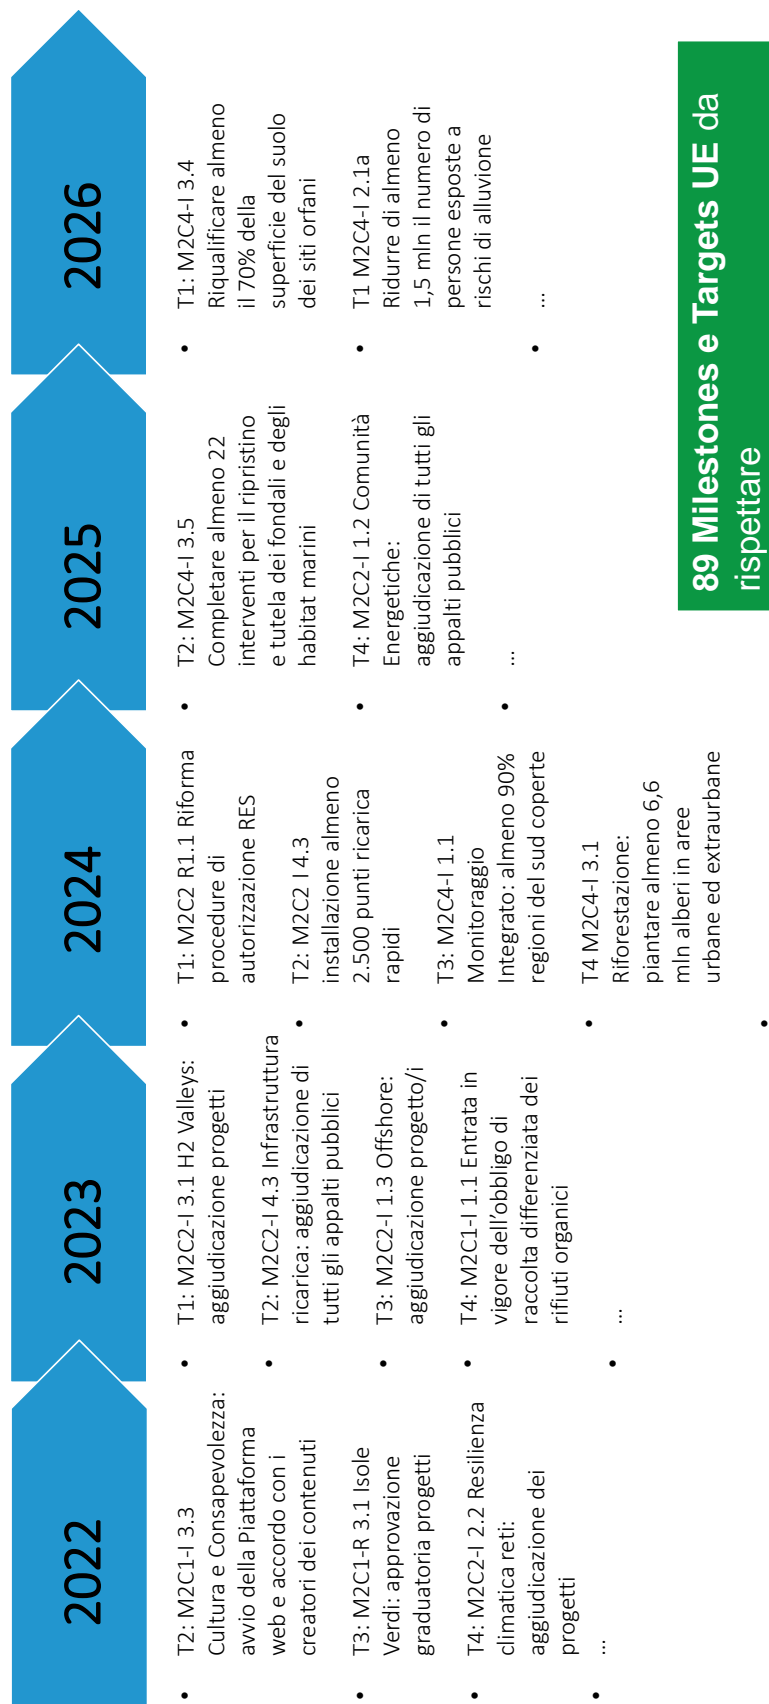 2022
• T2: M2C1-I 3.3
Cultura e Consapevolezza:
avvio della Piattaforma
web e accordo con i
creatori dei contenuti
• T3: M2C1-R 3.1 Isole
Verdi: approvazione
graduatoria progetti
• T4: M2C2-I 2.2 Resilienza
climatica reti:
aggiudicazione dei
progetti
• ...
2023
• T1: M2C2-I 3.1 H2 Valleys:
aggiudicazione progetti
• T2: M2C2-I 4.3 Infrastruttura
ricarica: aggiudicazione di
tutti gli appalti pubblici
• T3: M2C2-I 1.3 Offshore:
aggiudicazione progetto/i
• T4: M2C1-I 1.1 Entrata in
vigore dell’obbligo di
raccolta differenziata dei
rifiuti organici
• ...
2024
• T1: M2C2 R1.1 Riforma
procedure di
autorizzazione RES
• T2: M2C2 I 4.3
installazione almeno
2.500 punti ricarica
rapidi
• T3: M2C4-I 1.1
Monitoraggio
Integrato: almeno 90%
regioni del sud coperte
• T4 M2C4-I 3.1
Riforestazione:
piantare almeno 6,6
mln alberi in aree
urbane ed extraurbane
•
2025
• T2: M2C4-I 3.5
Completare almeno 22
interventi per il ripristino
e tutela dei fondali e degli
habitat marini
• T4: M2C2-I 1.2 Comunità
Energetiche:
aggiudicazione di tutti gli
appalti pubblici
• ...
2026
• T1: M2C4-I 3.4
Riqualificare almeno
il 70% della
superficie del suolo
dei siti orfani
• T1 M2C4-I 2.1a
Ridurre di almeno
1,5 mln il numero di
persone esposte a
rischi di alluvione
• ...
89 Milestones e Targets UE da
rispettare